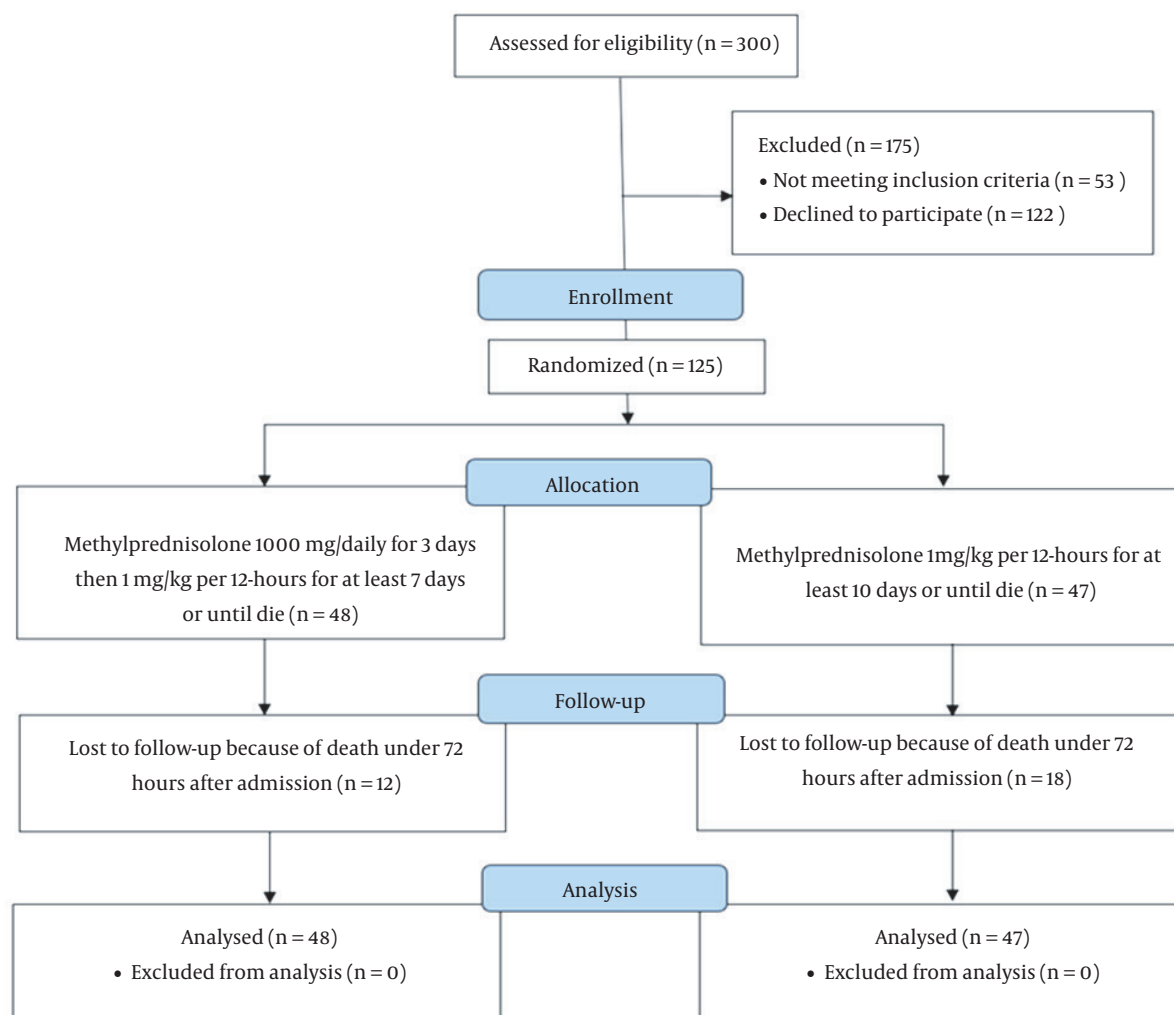 Assessed for eligibility (n = 300)
Excluded (n = 175)
• Not meeting inclusion criteria (n = 53 )
• Declined to participate (n = 122 )
Enrollment
Randomized (n = 125)
Allocation
Methylprednisolone 1000 mg/daily for 3 days
then 1 mg/kg per 12-hours for at least 7 days
or until die (n = 48)
Methylprednisolone 1mg/kg per 12-hours for at
least 10 days or until die (n = 47)
Follow-up
Lost to follow-up because of death under 72
hours after admission (n = 12)
Lost to follow-up because of death under 72
hours after admission (n = 18)
Analysis
Analysed (n = 48)
• Excluded from analysis (n = 0)
Analysed (n = 47)
• Excluded from analysis (n = 0)